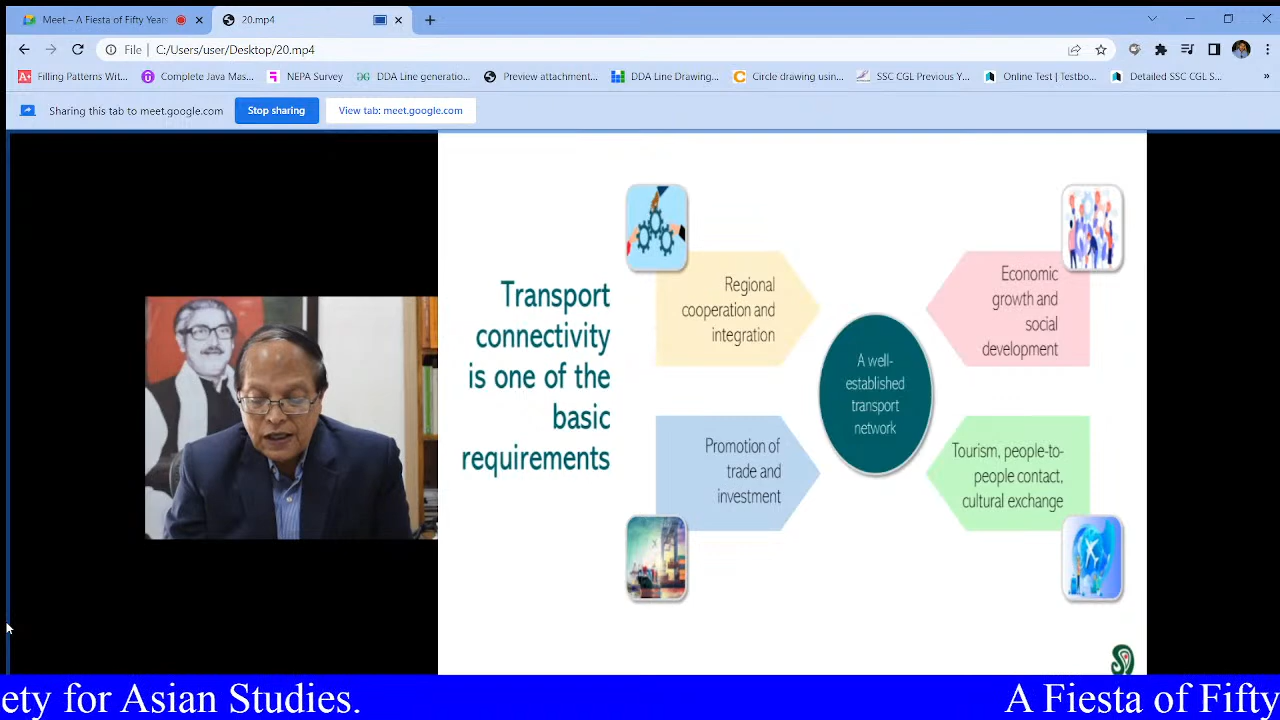 Meet – A Fiesta of Fifty Years
20.mp4
File | C:/Users/user/Desktop/20.mp4
Filling Patterns Wit...
Complete Java Mas...
NEPA Survey
DDA Line generatio...
Preview attachment...
DDA Line Drawing...
Circle drawing usin...
SSC CGL Previous Y...
Online Test | Testbo...
Detailed SSC CGL S...
»
Sharing this tab to meet.google.com
Stop sharing
View tab: meet.google.com
Transport
connectivity
is one of the
basic
requirements
Regional
cooperation and
integration
Economic
growth and
social
development
A well-
established
transport
network
Promotion of
trade and
investment
Tourism, people-to-
people contact,
cultural exchange
ety for Asian Studies.
A Fiesta of Fifty